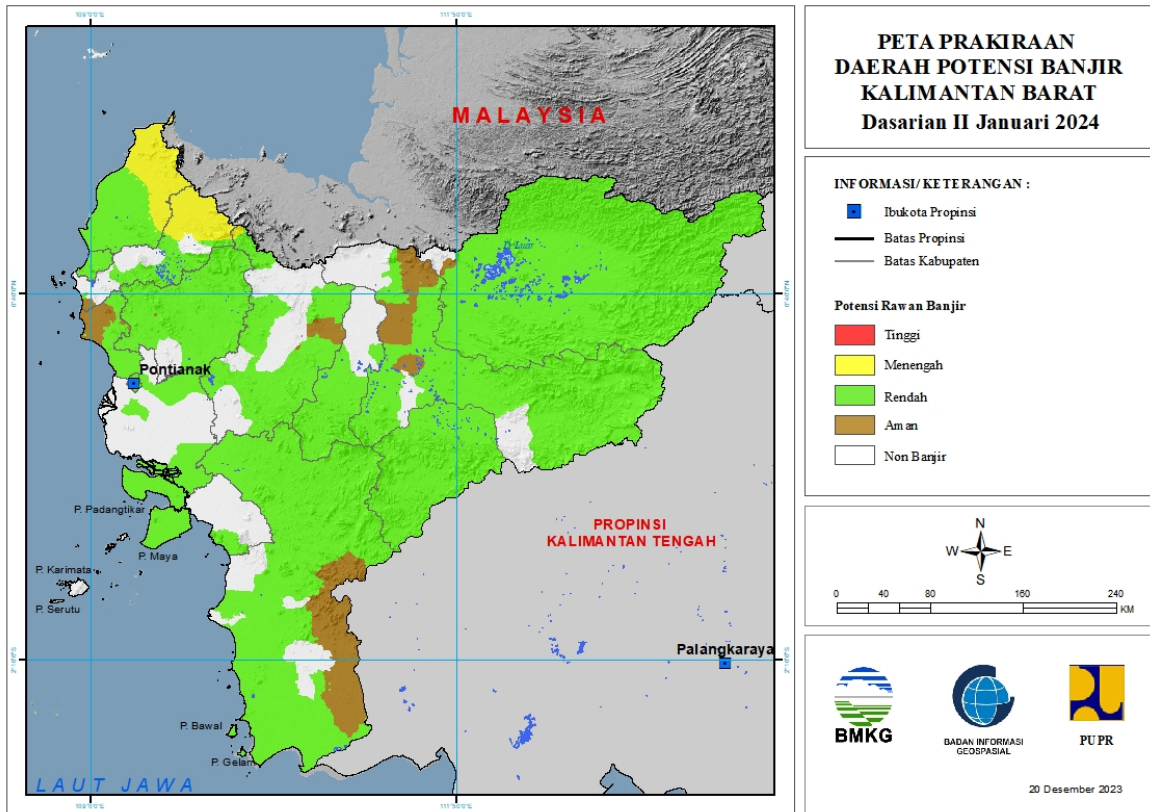 PETA PRAKIRAAN
DAERAH POTENSI BANJIR
KALIMANTAN BARAT
Dasarian II Januari 2024
INFORMASI/KETERANGAN :
Ibukota Propinsi
Batas Propinsi
Batas Kabupaten
Potensi Rawan Banjir
Tinggi
Menengah
Rendah
Aman
Non Banjir
N
W E
S
0 40 80 160 240
KM
BMKG
BADAN INFORMASI
GEOSPASIAL
PUPR
20 Desember 2023
MALAYSIA
D. Luar
Pontianak
P. Padangtikar
P. Maya
P. Karimata
P. Serutu
PROPINSI
KALIMANTAN TENGAH
Palangkaraya
P. Bawal
P. Gelam
LAUT JAWA